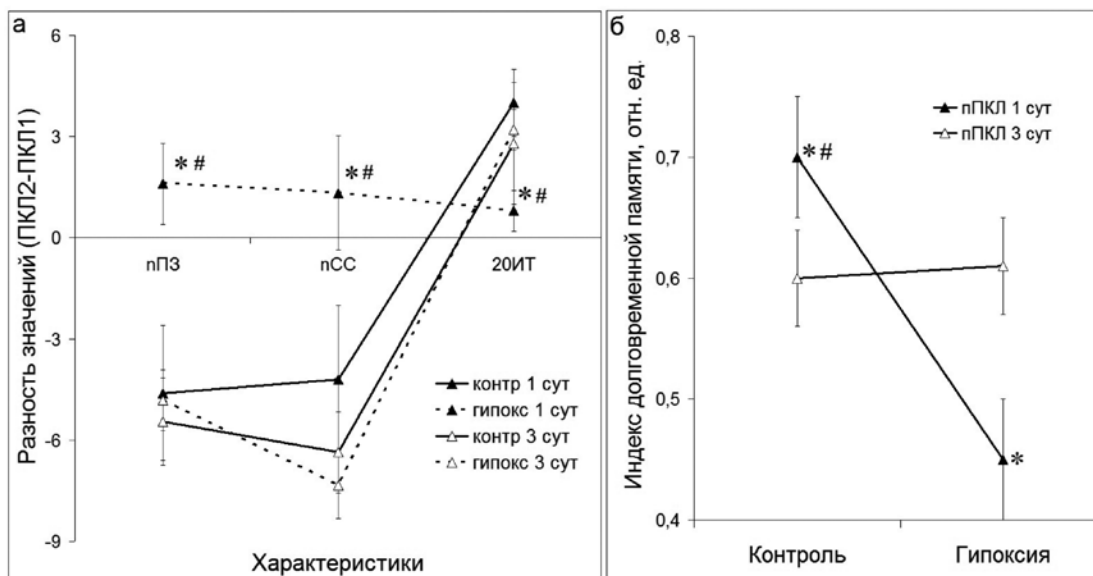 а
Разность значений (ПКЛ2-ПКЛ1)
6
3
0
-3
-6
-9
* #
* #
* #
пПЗ
пСС
20ИТ
контр 1 сут
гипокс 1 сут
контр 3 сут
гипокс 3 сут
Характеристики
б
Индекс долговременной памяти, отн. ед.
0,8
0,7
0,6
0,5
0,4
пПКЛ 1 сут
пПКЛ 3 сут
* #
*
Контроль
Гипоксия